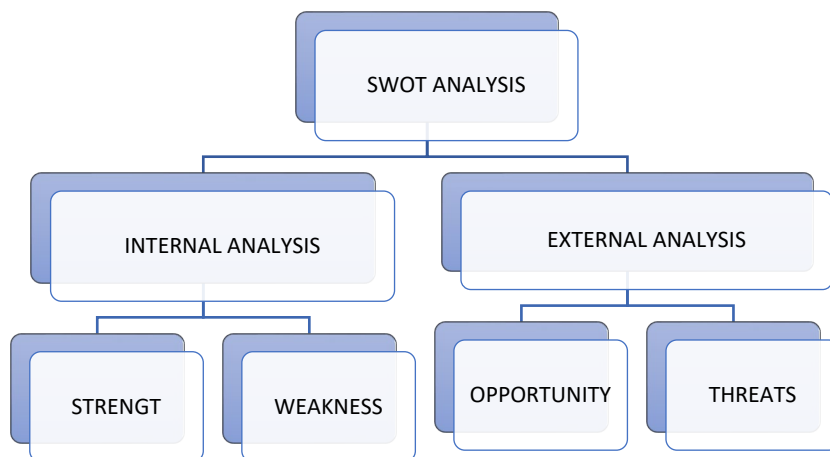 SWOT ANALYSIS
INTERNAL ANALYSIS
EXTERNAL ANALYSIS
STRENGT
WEAKNESS
OPPORTUNITY
THREATS